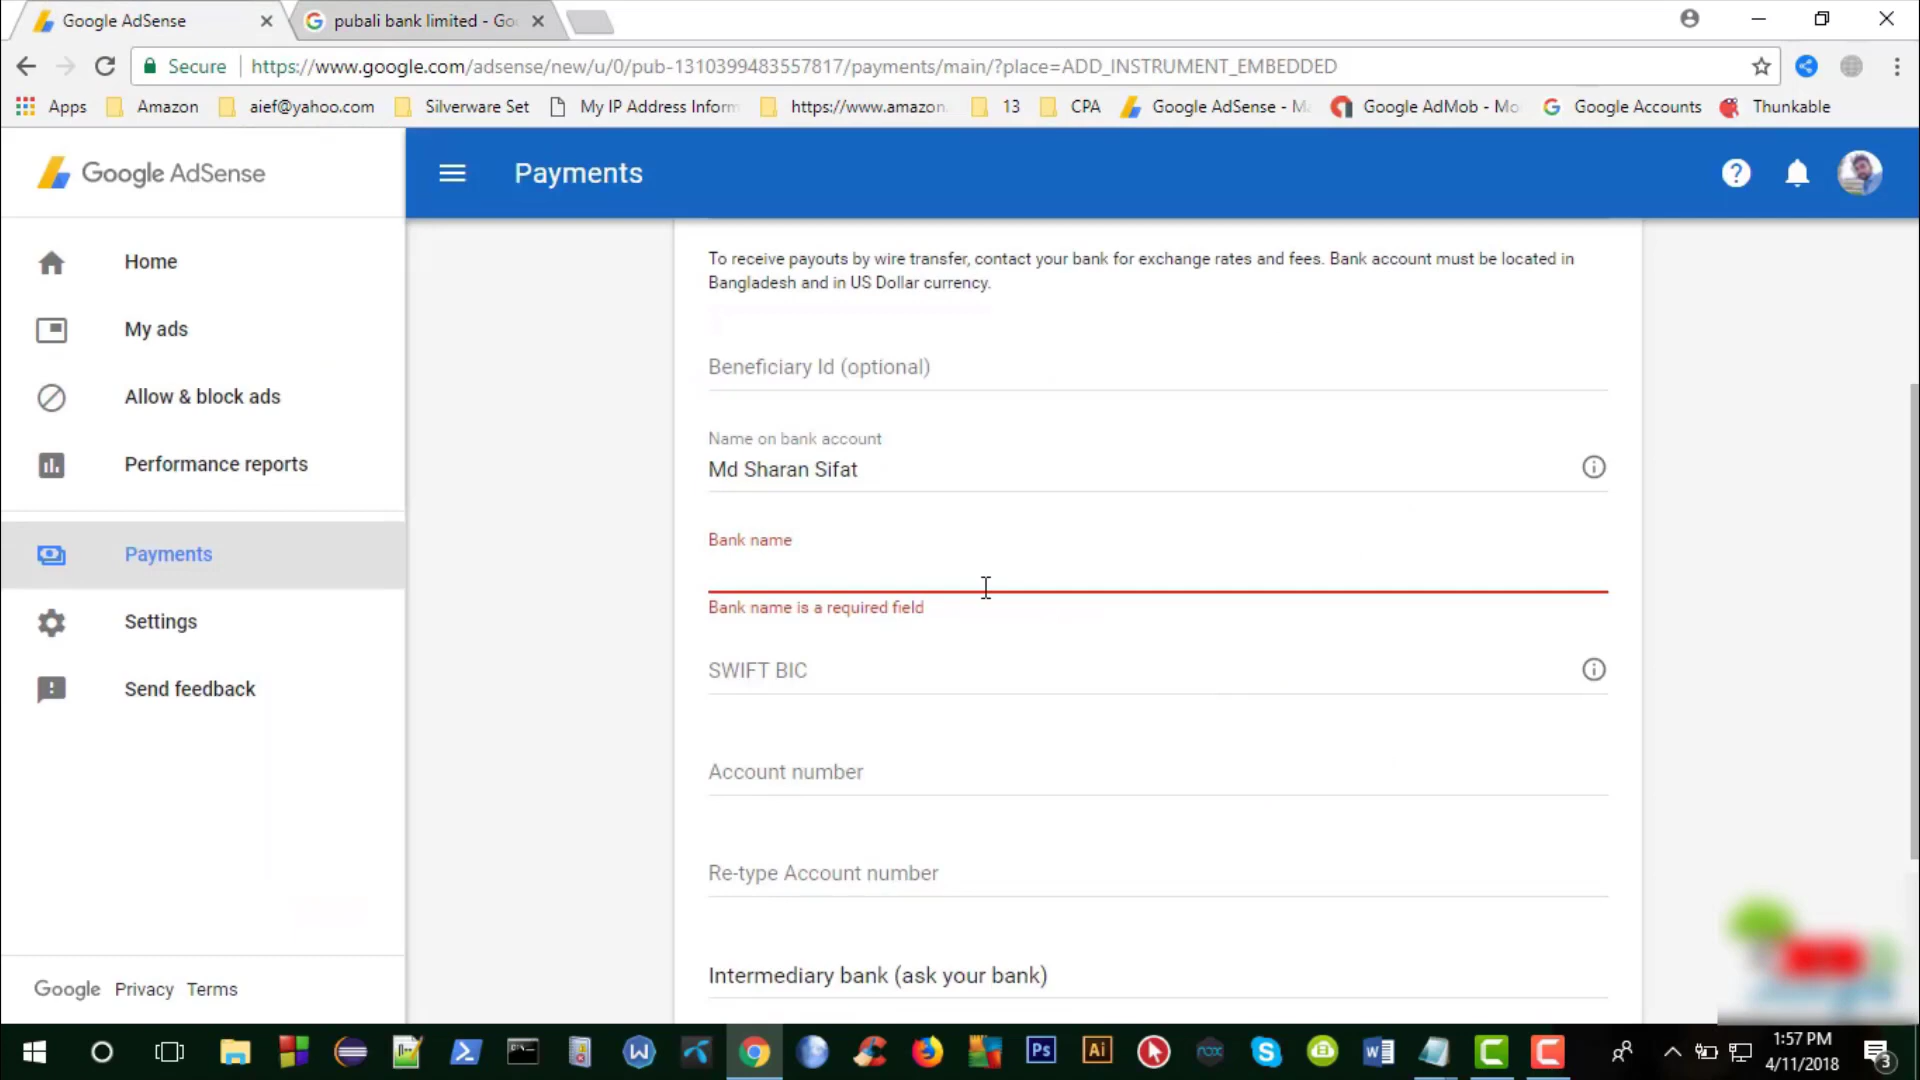 Google AdSense
pubali bank limited - Go
Secure
https://www.google.com/adsense/new/u/0/pub-1310399483557817/payments/main/?place=ADD_INSTRUMENT_EMBEDDED
Apps
Amazon
aief@yahoo.com
Silverware Set
My IP Address Inform
https://www.amazon.
13
CPA
Google AdSense - M
Google AdMob - Mo
Google Accounts
Thunkable
Google AdSense
Payments
Home
My ads
Allow & block ads
Performance reports
Payments
Settings
Send feedback
Google Privacy Terms
To receive payouts by wire transfer, contact your bank for exchange rates and fees. Bank account must be located in
Bangladesh and in US Dollar currency.
Beneficiary Id (optional)
Name on bank account
Md Sharan Sifat
Bank name
Bank name is a required field
SWIFT BIC
Account number
Re-type Account number
Intermediary bank (ask your bank)
Ps
Ai
nox
1:57 PM
4/11/2018
3